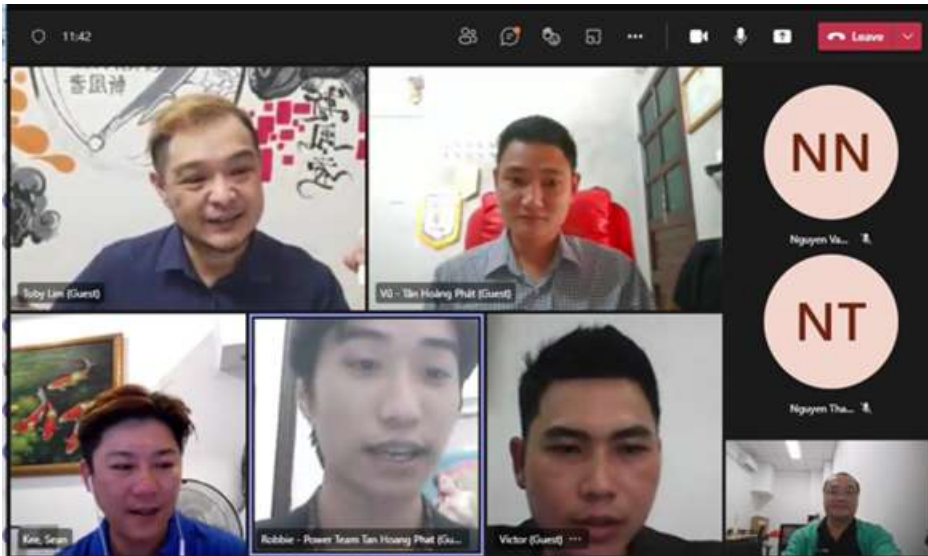 11:42
Leave
Toby Lim (Guest)
Vũ - Tân Hoàng Phát (Guest)
NN
Nguyen Va...
NT
Nguyen Tha...
Kee, Sean
Robbie - Power Team Tan Hoang Phat (Gu...
Victor (Guest)